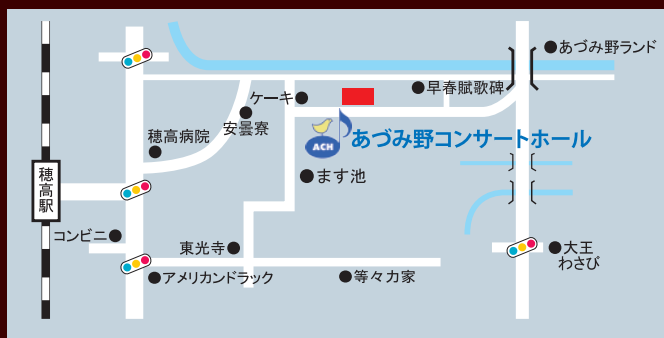 あづみ野ランド
早春賦歌碑
ケーキ
安曇寮
穂高病院
あづみ野コンサートホール
ACH
ます池
穂高駅
コンビニ
東光寺
大王
わさび
アメリカンドラック
等々力家